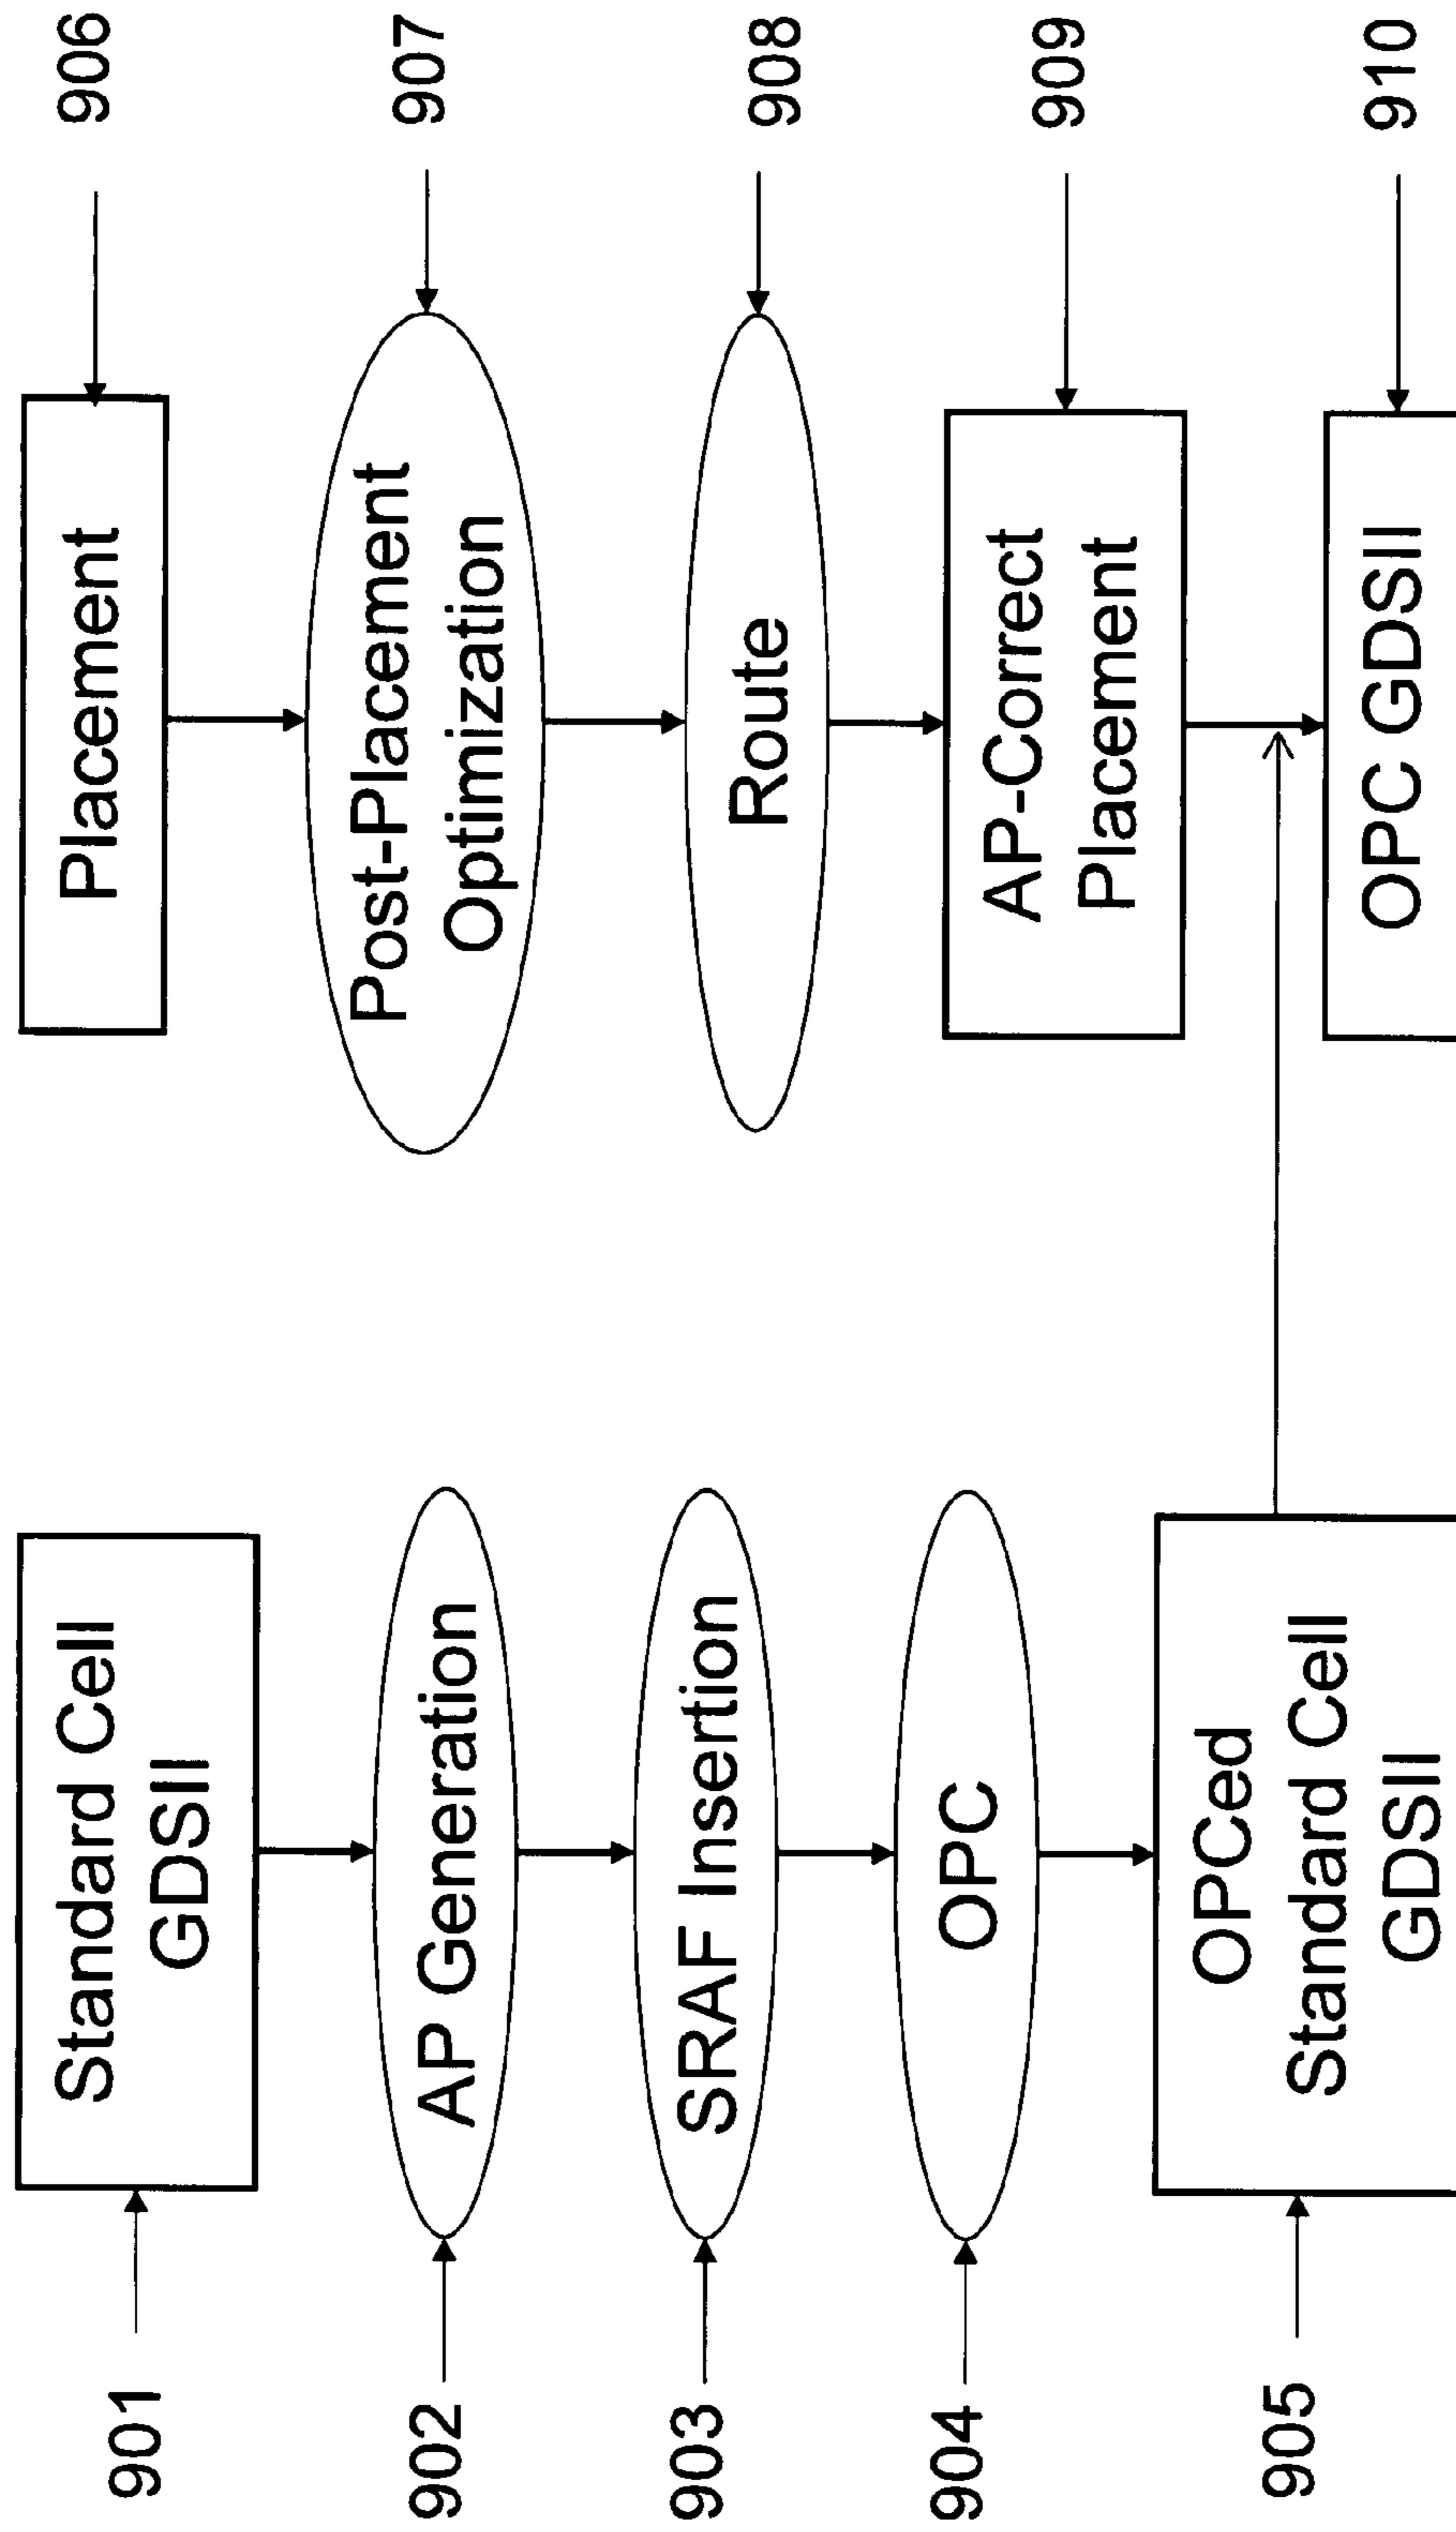 901
Standard Cell
GDSII
902
AP Generation
903
SRAF Insertion
904
OPC
905
OPCed
Standard Cell
GDSII
Placement
906
Post-Placement
Optimization
907
Route
908
AP-Correct
Placement
909
OPC GDSII
910